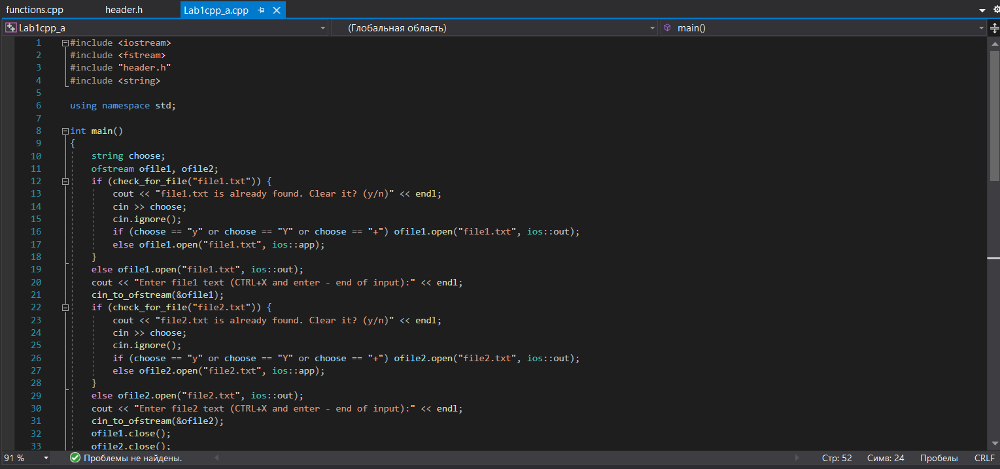 functions.cpp header.h Lab1cpp_a.cpp
Lab1cpp_a (Глобальная область) main()
1 #include <iostream>
2 #include <fstream>
3 #include "header.h"
4 #include <string>
5
6 using namespace std;
7
8 int main()
9 {
10 string choose;
11 ofstream ofile1, ofile2;
12 if (check_for_file("file1.txt")) {
13 cout << "file1.txt is already found. Clear it? (y/n)" << endl;
14 cin >> choose;
15 cin.ignore();
16 if (choose == "y" or choose == "Y" or choose == "+") ofile1.open("file1.txt", ios::out);
17 else ofile1.open("file1.txt", ios::app);
18 }
19 else ofile1.open("file1.txt", ios::out);
20 cout << "Enter file1 text (CTRL+X and enter - end of input):" << endl;
21 cin_to_ofstream(&ofile1);
22 if (check_for_file("file2.txt")) {
23 cout << "file2.txt is already found. Clear it? (y/n)" << endl;
24 cin >> choose;
25 cin.ignore();
26 if (choose == "y" or choose == "Y" or choose == "+") ofile2.open("file2.txt", ios::out);
27 else ofile2.open("file2.txt", ios::app);
28 }
29 else ofile2.open("file2.txt", ios::out);
30 cout << "Enter file2 text (CTRL+X and enter - end of input):" << endl;
31 cin_to_ofstream(&ofile2);
32 ofile1.close();
33 ofile2.close();
91 % Проблемы не найдены. Стр: 52 Симв: 24 Пробелы CRLF